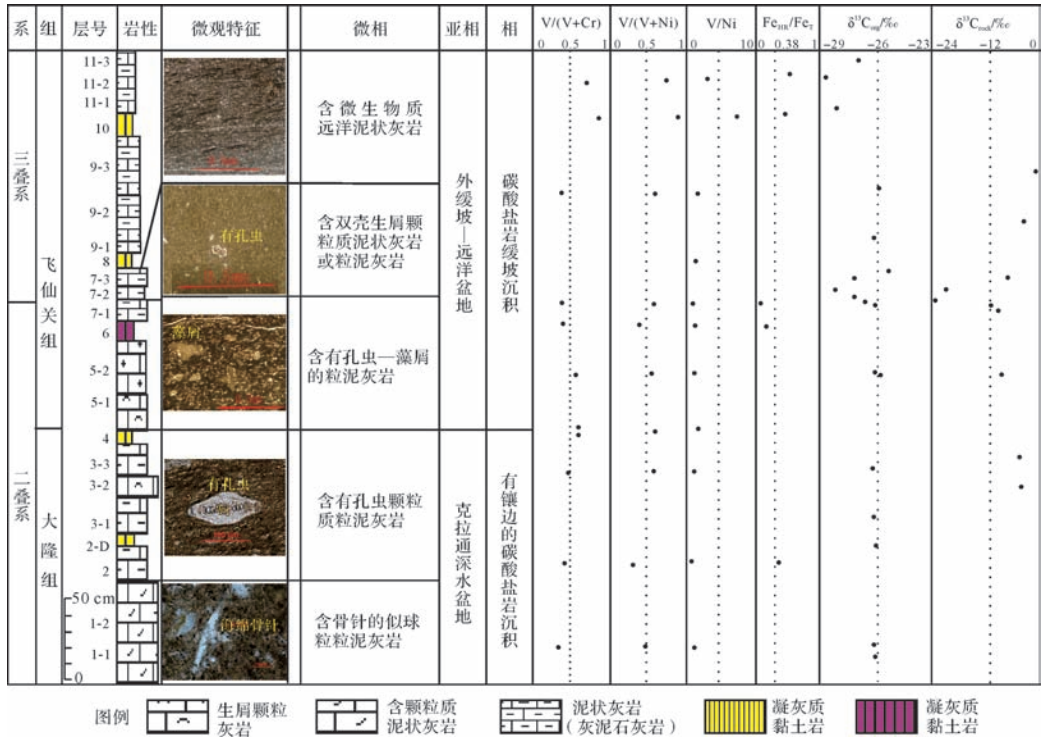 系 组 层号 岩性 微观特征 微相 亚相 相 V/(V+Cr) V/(V+Ni) V/Ni Fe_HR/Fe_T δ¹³C_org/‰ δ¹³C_carb/‰
0 0.5 1 0 0.5 1 0 5 10 0 0.38 1 −29 −26 −23 −24 −12 0
三叠系
二叠系
飞仙关组
大隆组
11-3
11-2
11-1
10
9-3
9-2
9-1
8
7-3
7-2
7-1
6
5-2
5-1
4
3-3
3-2
3-1
2-D
2
50 cm
1-2
1-1
0
有孔虫
藻屑
有孔虫
含微生物质
远洋泥状灰岩
含双壳生屑颗
粒质泥状灰岩
或粒泥灰岩
含有孔虫—藻屑
的粒泥灰岩
含有孔虫颗粒
质粒泥灰岩
含骨针的似球
粒粒泥灰岩
外缓坡—远洋盆地
克拉通深水盆地
碳酸盐岩缓坡沉积
有镶边的碳酸盐岩沉积
图例
生屑颗粒
灰岩
含颗粒质
泥状灰岩
泥状灰岩
(灰泥石灰岩)
凝灰质
黏土岩
凝灰质
黏土岩